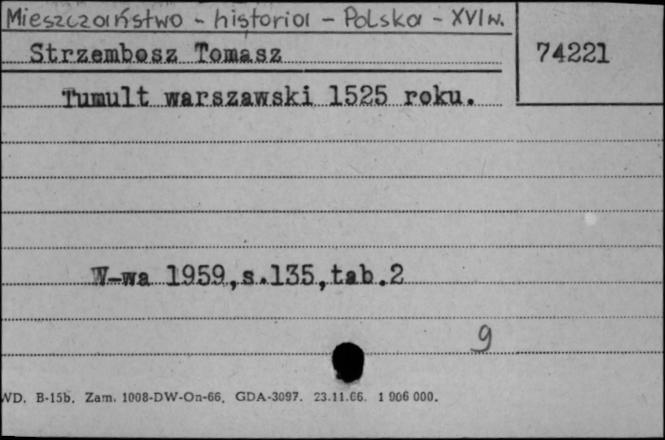 Mieszczaństwo - historia - Polska - XVI w.
Strzembosz Tomasz
74221
Tumult warszawski 1525 roku.
W-wa 1959,s.135,tab.2
9
WD. B-15b. Zam. 1008-DW-On-66. GDA-3097. 23.11.66. 1 906 000.